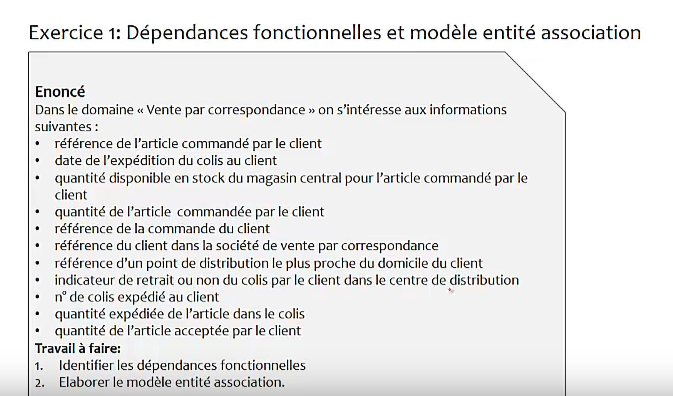 Exercice 1: Dépendances fonctionnelles et modèle entité association
Enoncé
Dans le domaine « Vente par correspondance » on s'intéresse aux informations
suivantes :
• référence de l'article commandé par le client
• date de l'expédition du colis au client
• quantité disponible en stock du magasin central pour l'article commandé par le
client
• quantité de l'article commandée par le client
• référence de la commande du client
• référence du client dans la société de vente par correspondance
• référence d'un point de distribution le plus proche du domicile du client
• indicateur de retrait ou non du colis par le client dans le centre de distribution
• n° de colis expédié au client
• quantité expédiée de l'article dans le colis
• quantité de l'article acceptée par le client
Travail à faire:
1. Identifier les dépendances fonctionnelles
2. Elaborer le modèle entité association.